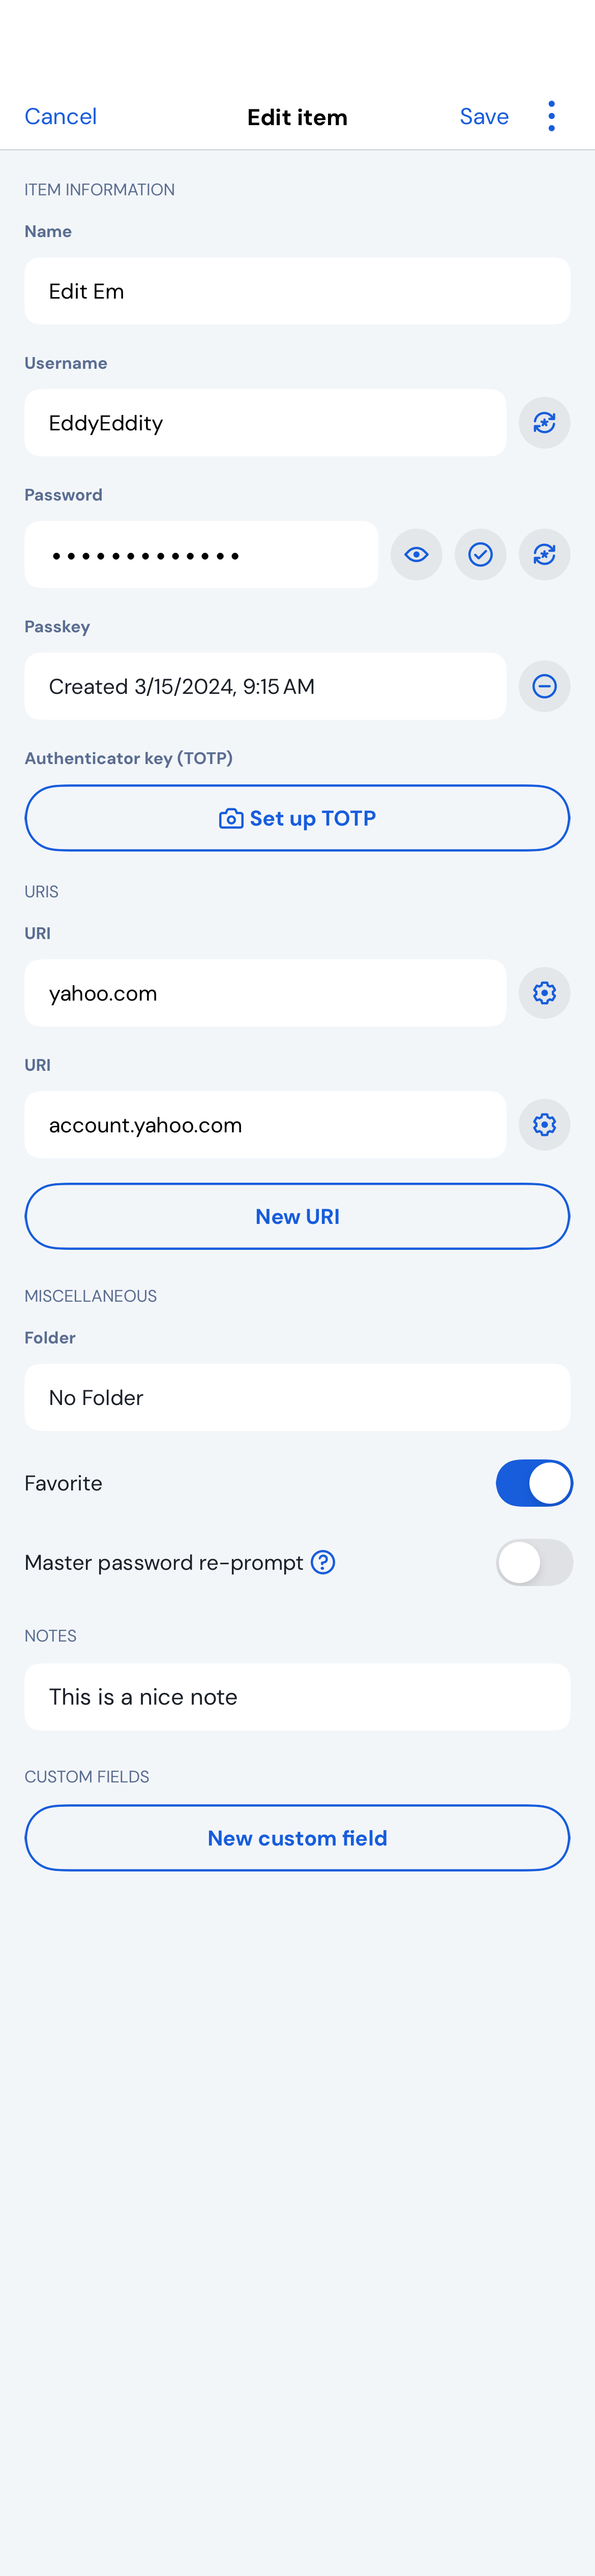 Cancel Edit item Save
ITEM INFORMATION
Name
Edit Em
Username
EddyEddity
Password
•••••••••••••
Passkey
Created 3/15/2024, 9:15 AM
Authenticator key (TOTP)
Set up TOTP
URIS
URI
yahoo.com
URI
account.yahoo.com
New URI
MISCELLANEOUS
Folder
No Folder
Favorite
Master password re-prompt
NOTES
This is a nice note
CUSTOM FIELDS
New custom field